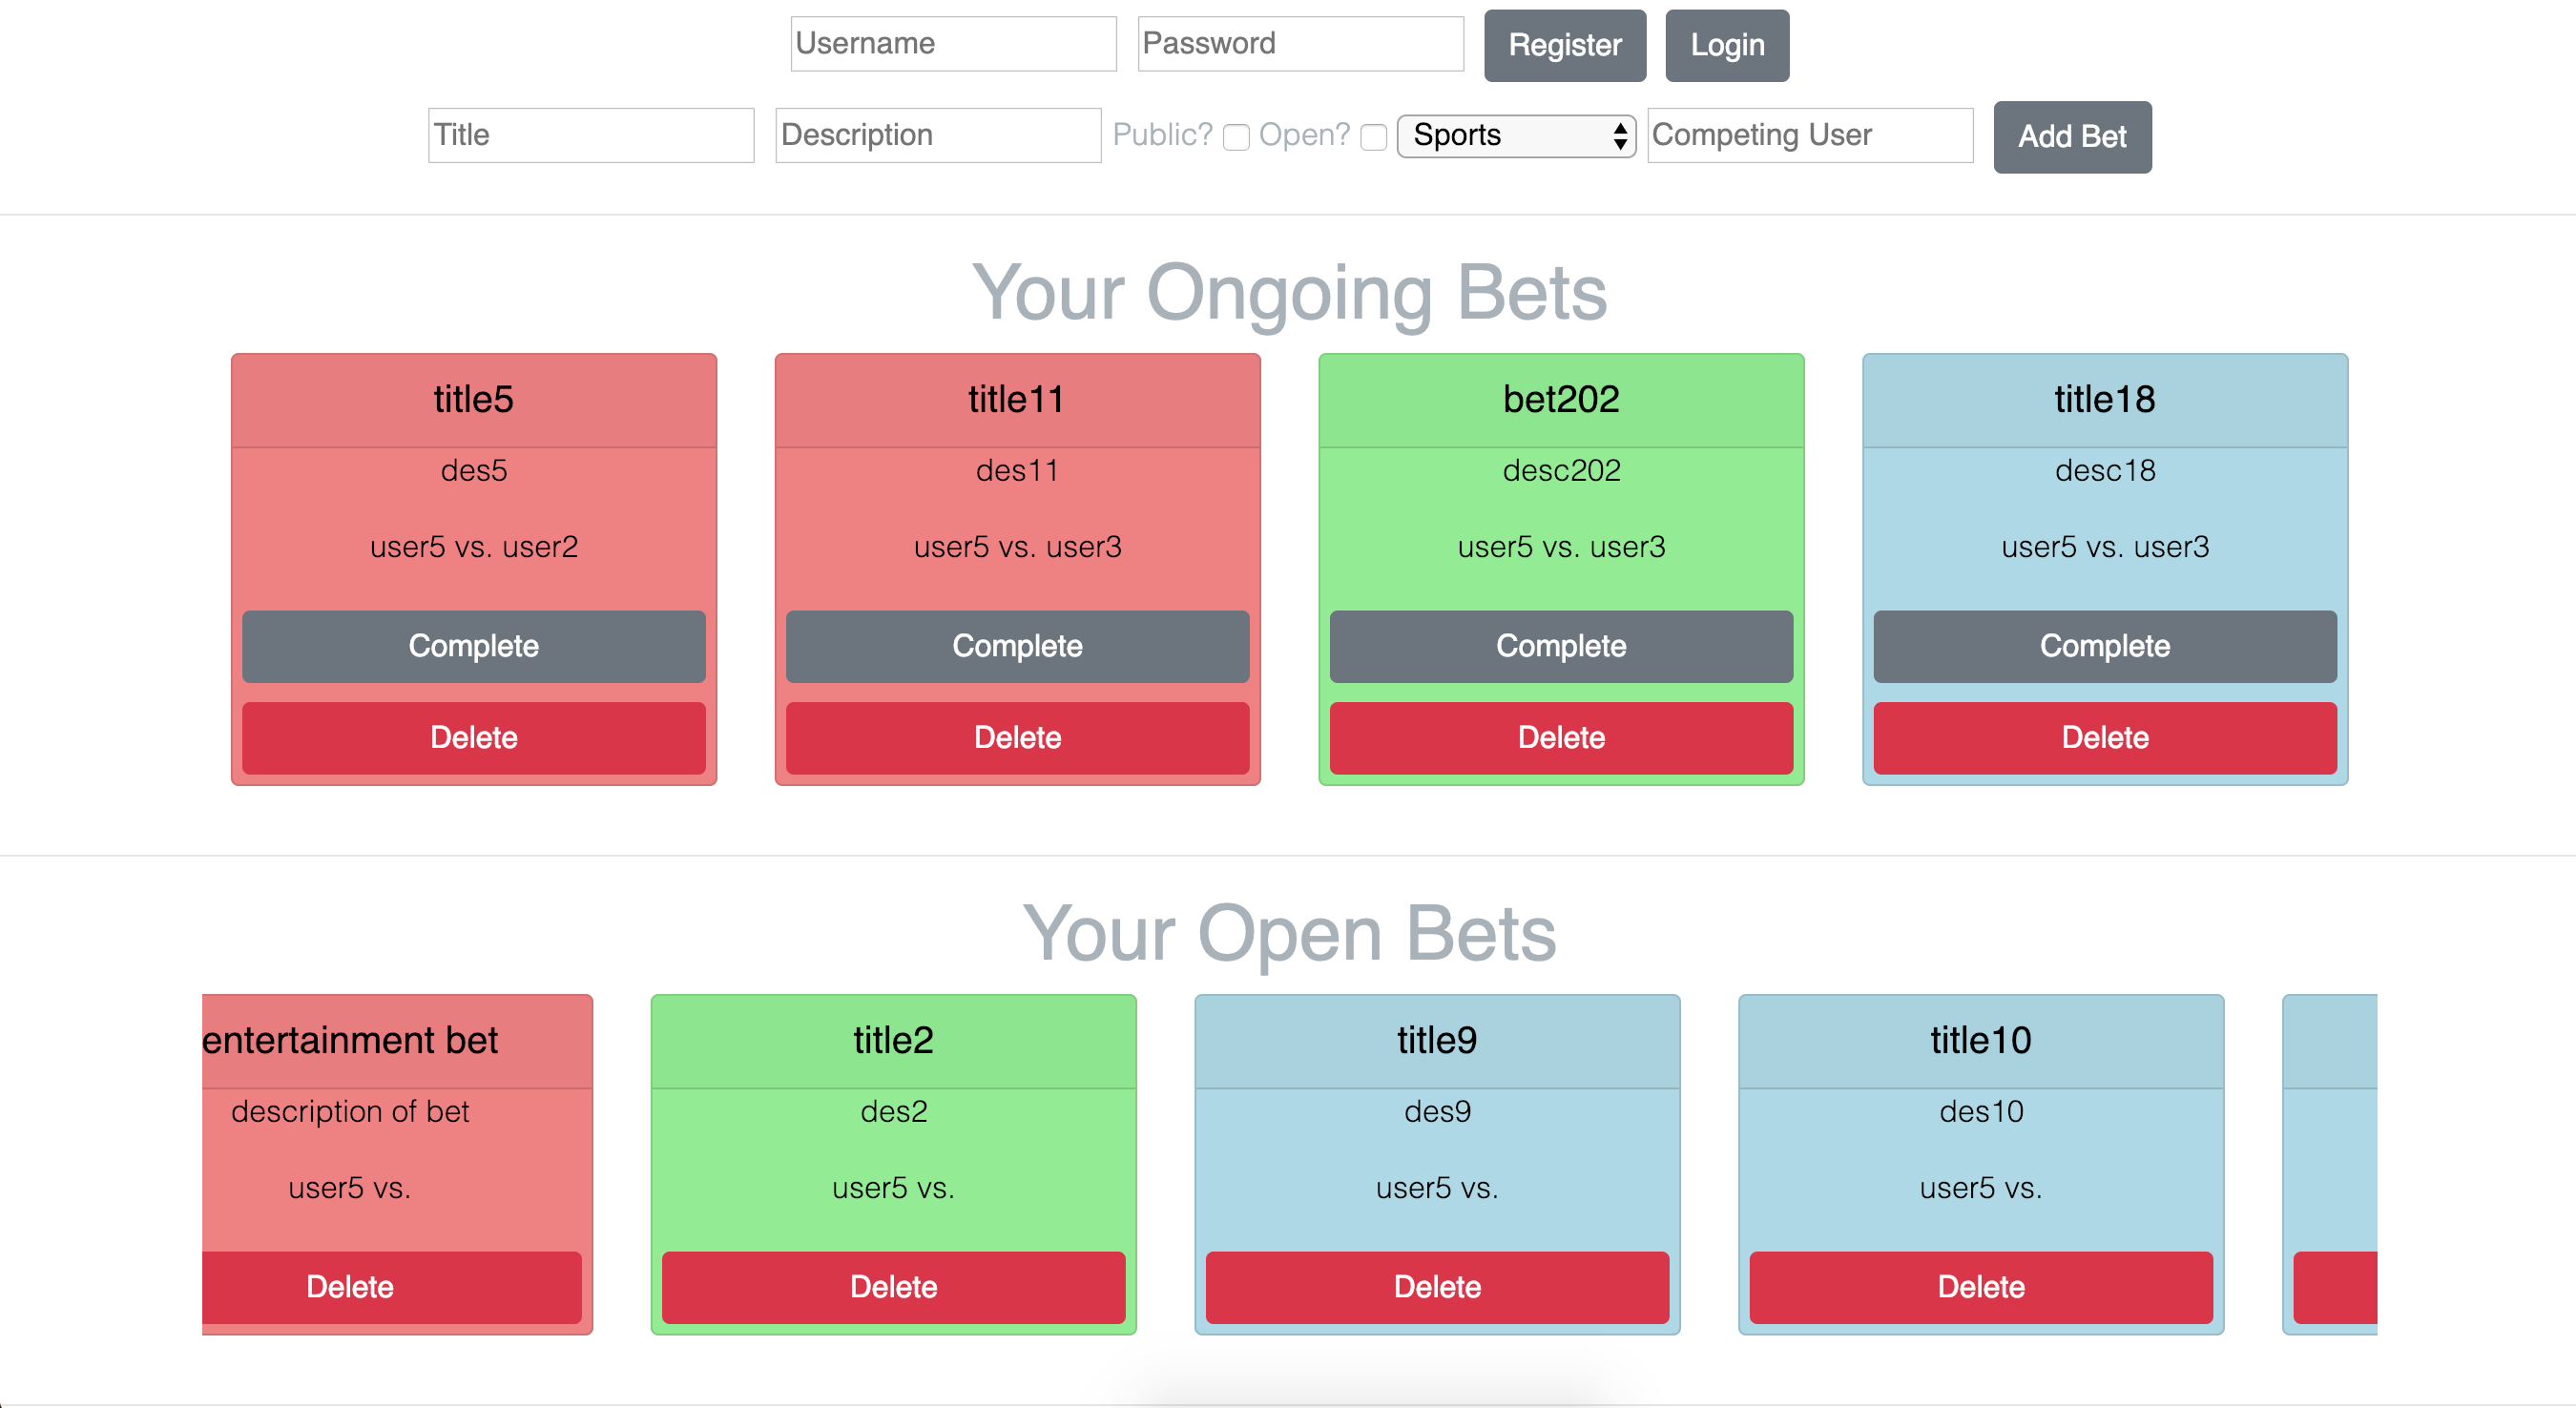 Username Password Register Login
Title Description Public? Open? Sports Competing User Add Bet
Your Ongoing Bets
title5 title11 bet202 title18
des5 des11 desc202 desc18
user5 vs. user2 user5 vs. user3 user5 vs. user3 user5 vs. user3
Complete Complete Complete Complete
Delete Delete Delete Delete
Your Open Bets
entertainment bet title2 title9 title10
description of bet des2 des9 des10
user5 vs. user5 vs. user5 vs. user5 vs.
Delete Delete Delete Delete